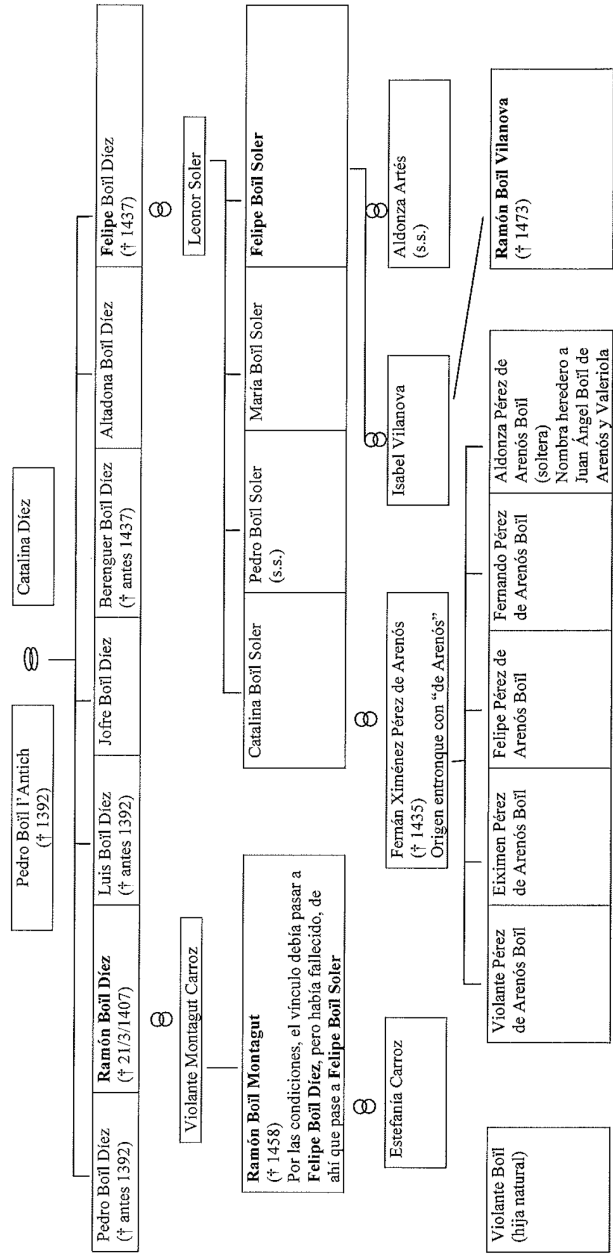 Pedro Boïl l'Antich
(† 1392)
Catalina Díez
Pedro Boïl Díez
(† antes 1392)
Ramón Boïl Díez
(† 21/3/1407)
Luis Boïl Díez
(† antes 1392)
Jofre Boïl Díez
Berenguer Boïl Díez
(† antes 1437)
Altadona Boïl Díez
Felipe Boïl Díez
(† 1437)
Violante Montagut Carroz
Leonor Soler
Ramón Boïl Montagut
(† 1458)
Por las condiciones, el vínculo debía pasar a
Felipe Boïl Díez, pero había fallecido, de
ahí que pase a Felipe Boïl Soler
Catalina Boïl Soler
Pedro Boïl Soler
(s.s.)
María Boïl Soler
Felipe Boïl Soler
Estefanía Carroz
Fernán Ximénez Pérez de Arenós
(† 1435)
Origen entronque con "de Arenós"
Isabel Vilanova
Aldonza Artés
(s.s.)
Violante Boïl
(hija natural)
Violante Pérez
de Arenós Boïl
Eiximen Pérez
de Arenós Boïl
Felipe Pérez de
Arenós Boïl
Fernando Pérez
de Arenós Boïl
Aldonza Pérez de
Arenós Boïl
(soltera)
Nombra heredero a
Juan Ángel Boïl de
Arenós y Valeriola
Ramón Boïl Vilanova
(† 1473)